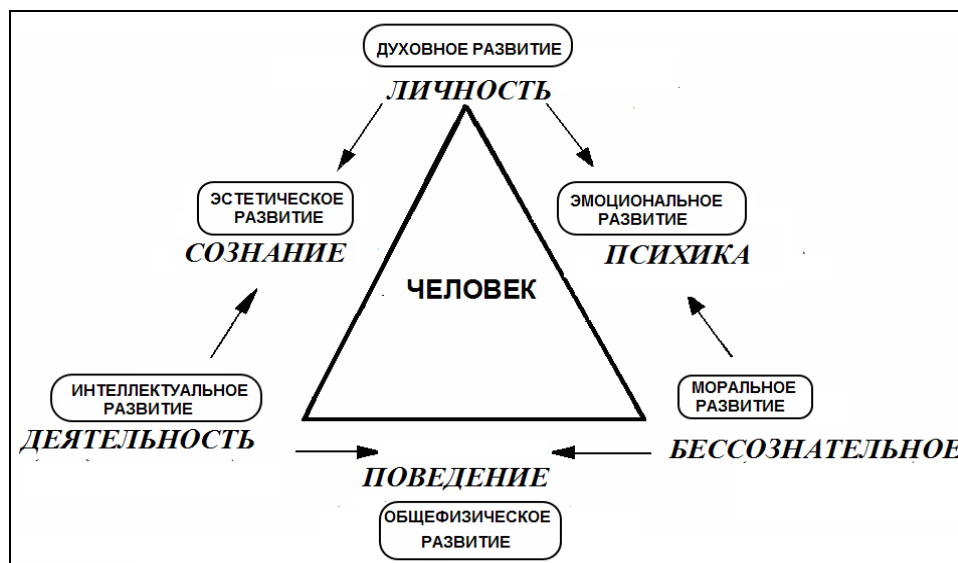 ДУХОВНОЕ РАЗВИТИЕ
ЛИЧНОСТЬ
ЭСТЕТИЧЕСКОЕ
РАЗВИТИЕ
СОЗНАНИЕ
ЭМОЦИОНАЛЬНОЕ
РАЗВИТИЕ
ПСИХИКА
ЧЕЛОВЕК
ИНТЕЛЛЕКТУАЛЬНОЕ
РАЗВИТИЕ
ДЕЯТЕЛЬНОСТЬ
МОРАЛЬНОЕ
РАЗВИТИЕ
БЕССОЗНАТЕЛЬНОЕ
ПОВЕДЕНИЕ
ОБЩЕФИЗИЧЕСКОЕ
РАЗВИТИЕ